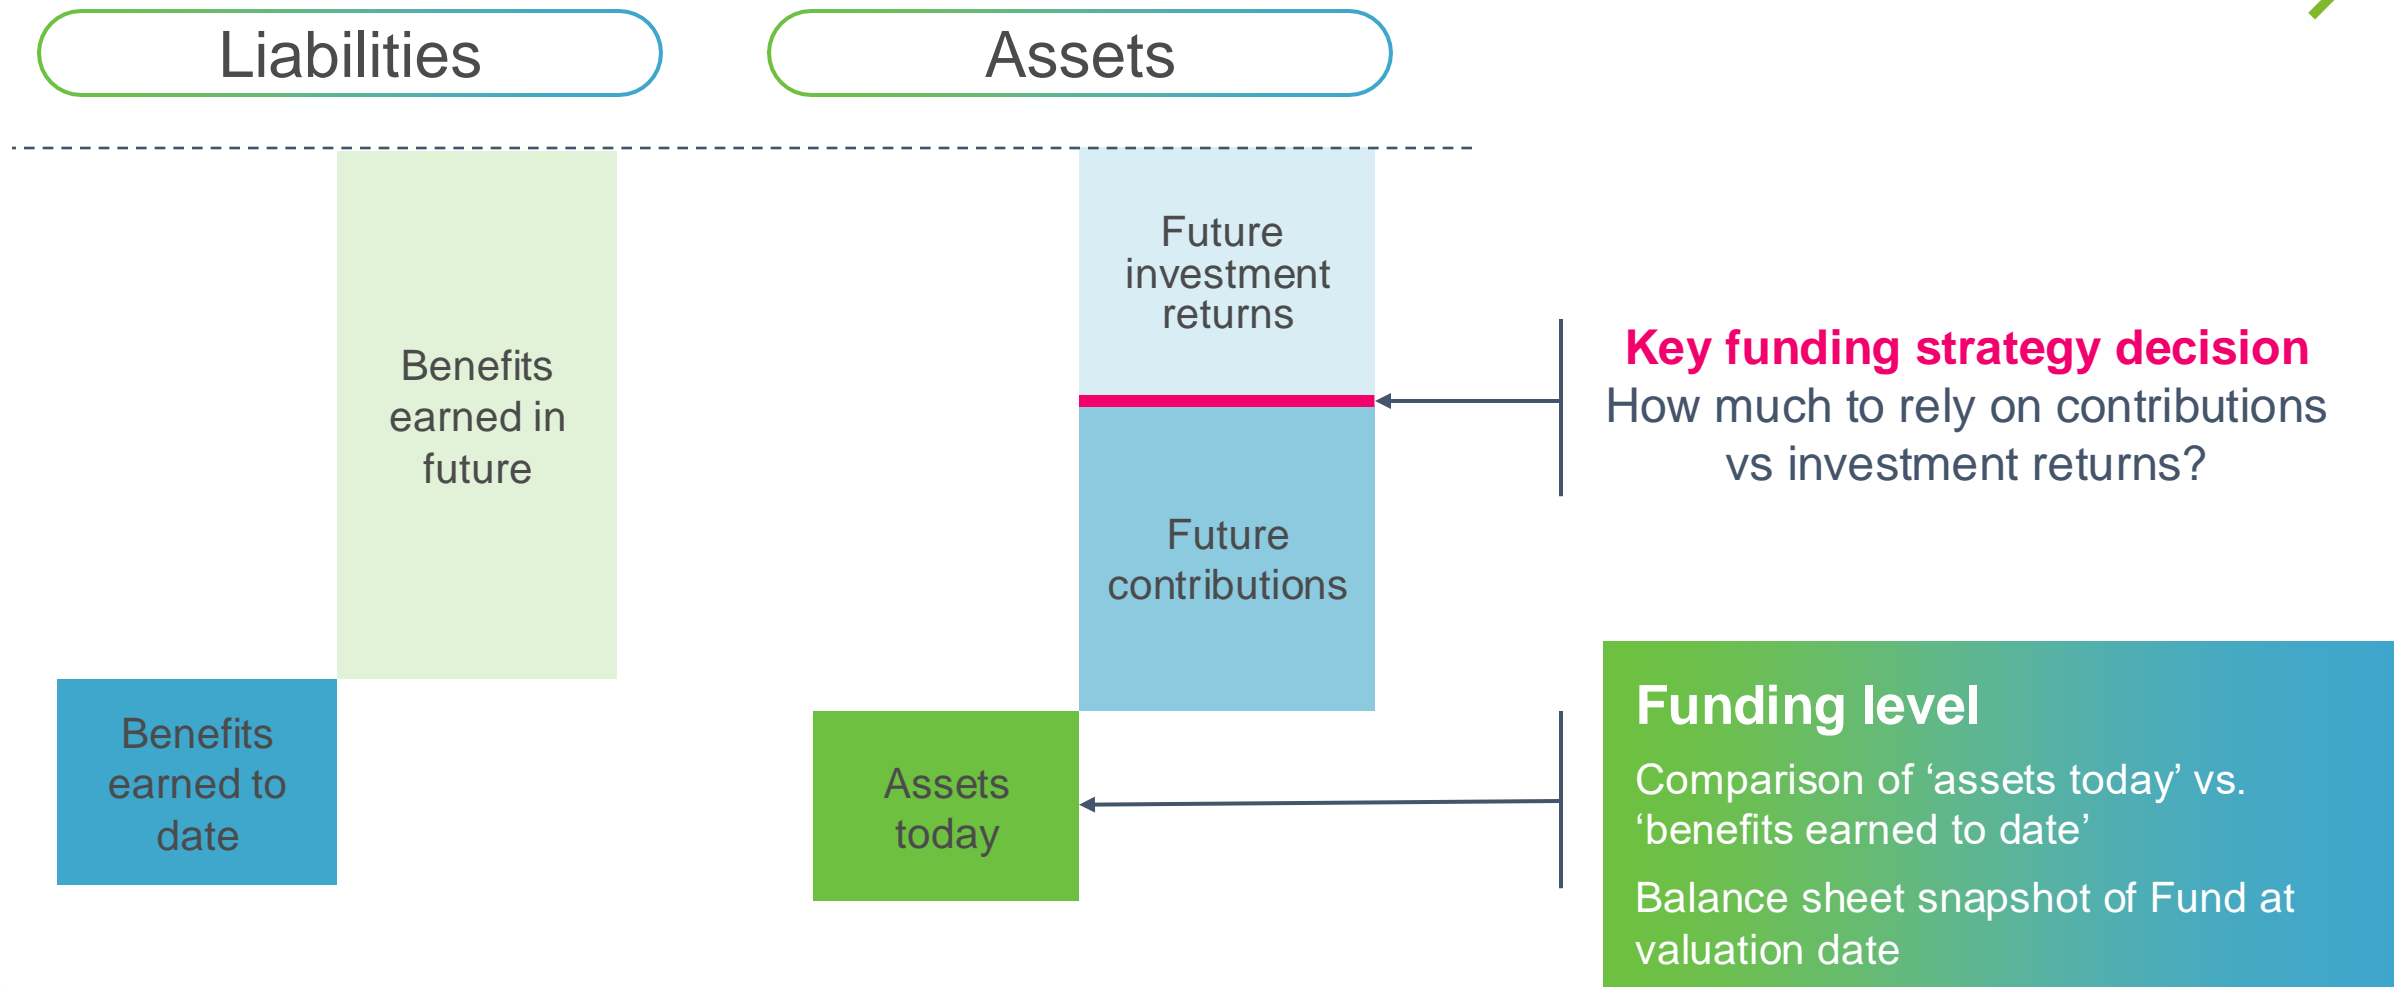 Liabilities
Assets
Benefits
earned in
future
Benefits
earned to
date
Future
investment
returns
Future
contributions
Assets
today
Key funding strategy decision
How much to rely on contributions
vs investment returns?
Funding level
Comparison of ‘assets today’ vs.
‘benefits earned to date’
Balance sheet snapshot of Fund at
valuation date